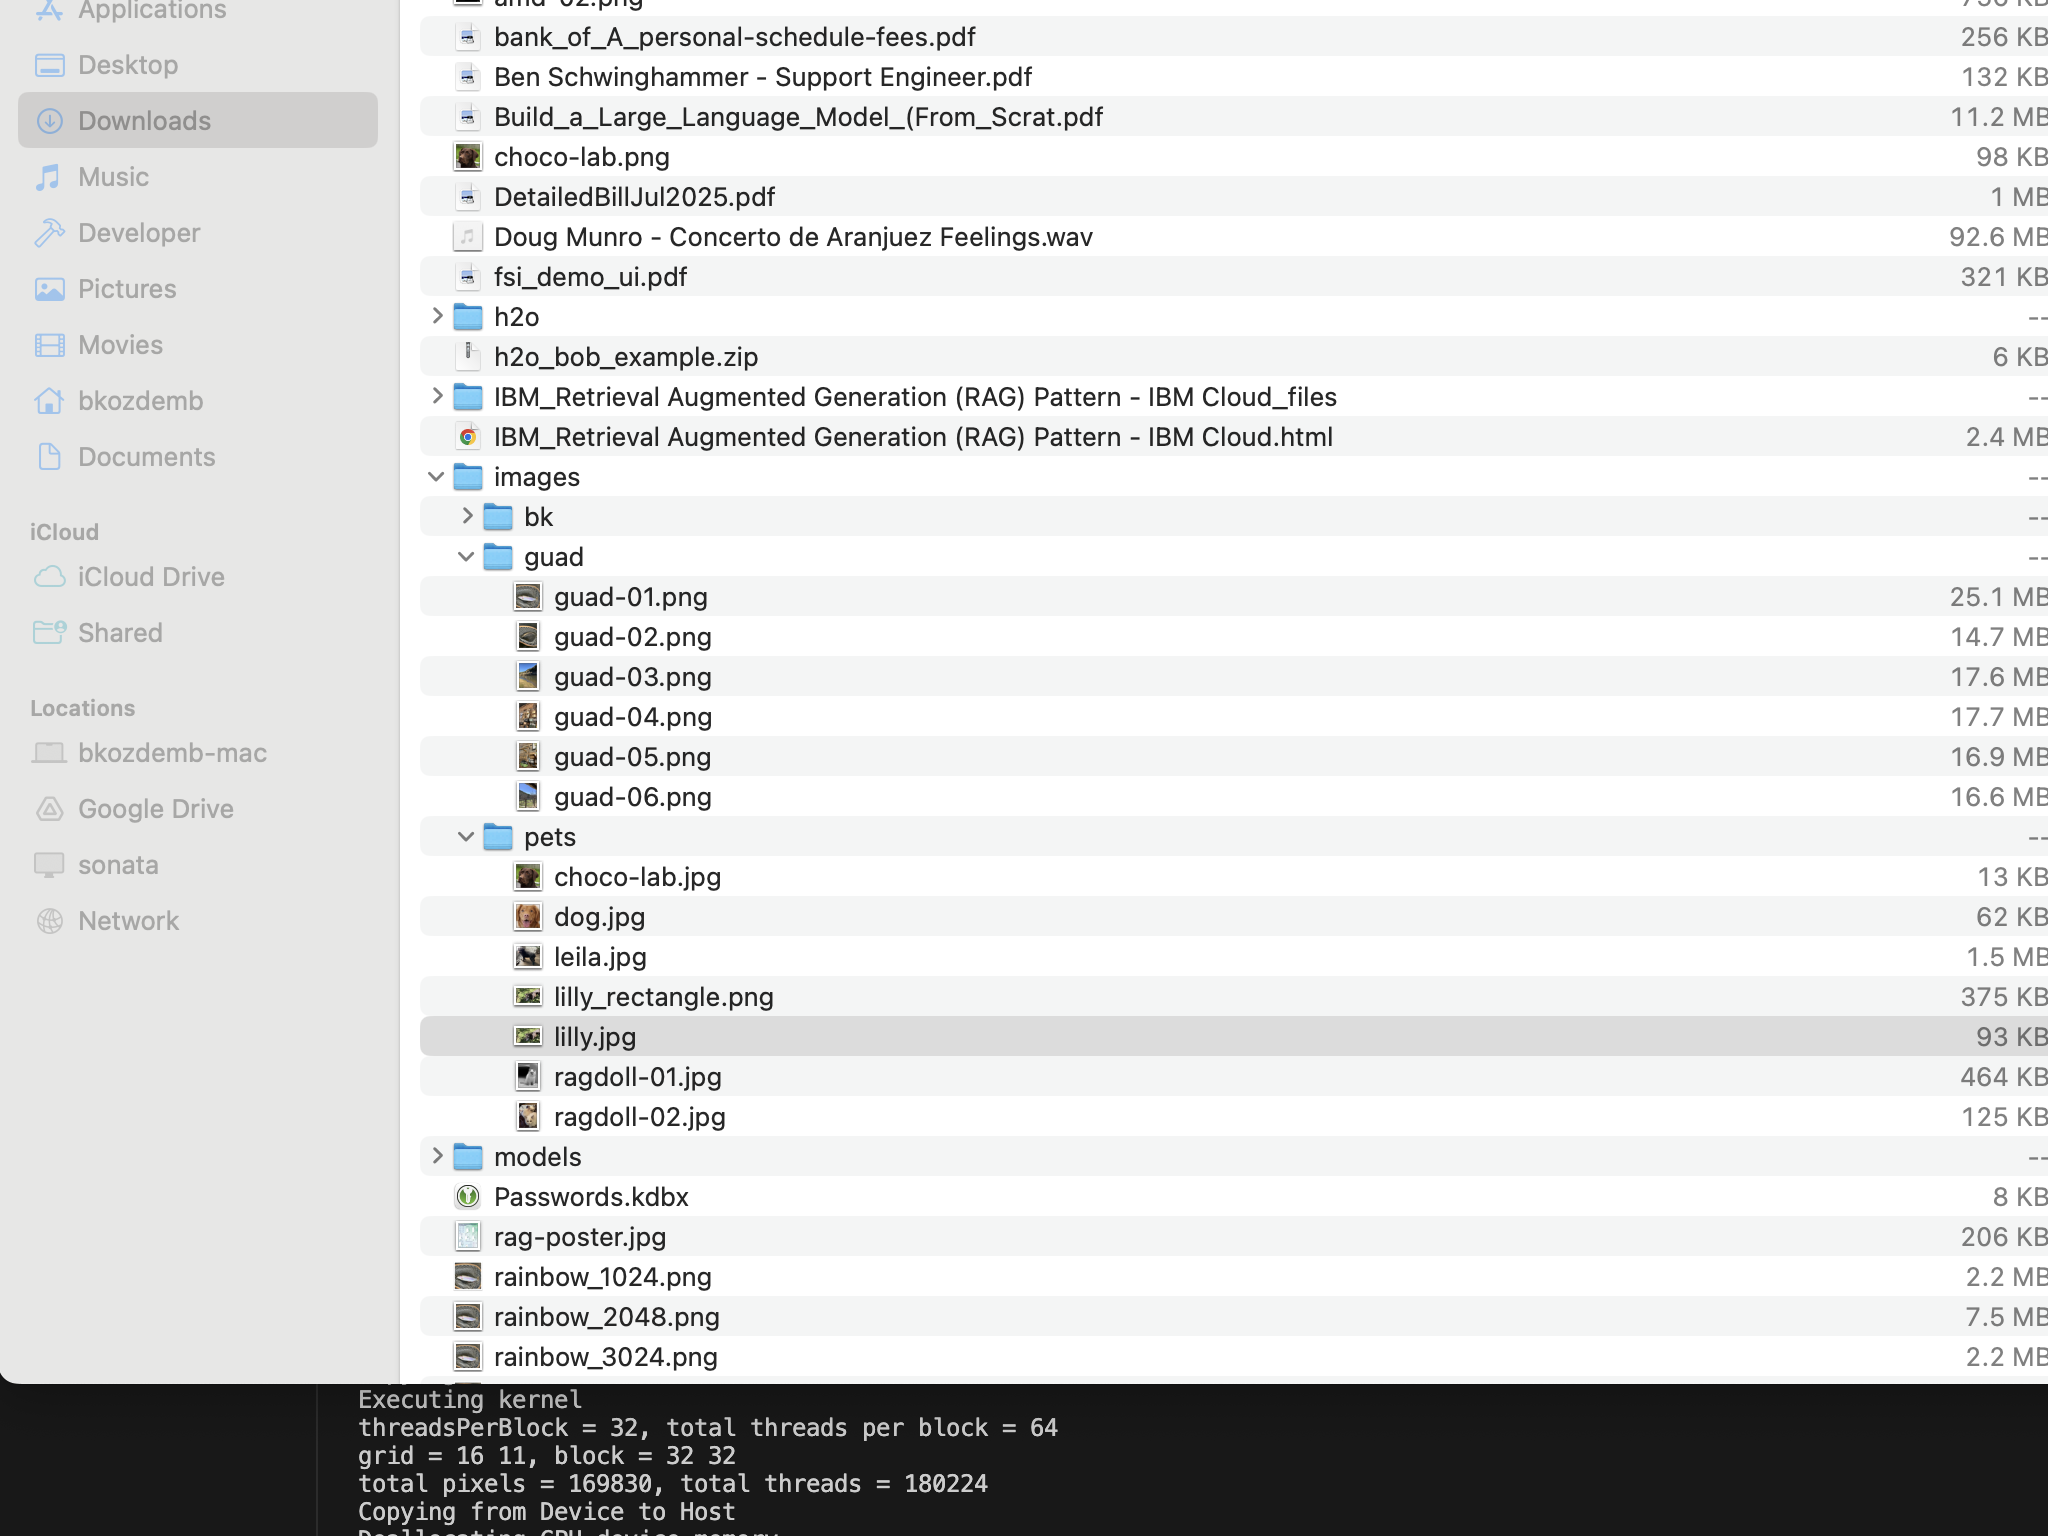 Applications
Desktop
Downloads
Music
Developer
Pictures
Movies
bkozdemb
Documents
iCloud
iCloud Drive
Shared
Locations
bkozdemb-mac
Google Drive
sonata
Network
amd-02.png 736 KB
bank_of_A_personal-schedule-fees.pdf 256 KB
Ben Schwinghammer - Support Engineer.pdf 132 KB
Build_a_Large_Language_Model_(From_Scrat.pdf 11.2 MB
choco-lab.png 98 KB
DetailedBillJul2025.pdf 1 MB
Doug Munro - Concerto de Aranjuez Feelings.wav 92.6 MB
fsi_demo_ui.pdf 321 KB
h2o --
h2o_bob_example.zip 6 KB
IBM_Retrieval Augmented Generation (RAG) Pattern - IBM Cloud_files --
IBM_Retrieval Augmented Generation (RAG) Pattern - IBM Cloud.html 2.4 MB
images --
bk --
guad --
guad-01.png 25.1 MB
guad-02.png 14.7 MB
guad-03.png 17.6 MB
guad-04.png 17.7 MB
guad-05.png 16.9 MB
guad-06.png 16.6 MB
pets --
choco-lab.jpg 13 KB
dog.jpg 62 KB
leila.jpg 1.5 MB
lilly_rectangle.png 375 KB
lilly.jpg 93 KB
ragdoll-01.jpg 464 KB
ragdoll-02.jpg 125 KB
models --
Passwords.kdbx 8 KB
rag-poster.jpg 206 KB
rainbow_1024.png 2.2 MB
rainbow_2048.png 7.5 MB
rainbow_3024.png 2.2 MB
Executing kernel
threadsPerBlock = 32, total threads per block = 64
grid = 16 11, block = 32 32
total pixels = 169830, total threads = 180224
Copying from Device to Host
Deallocating GPU device memory